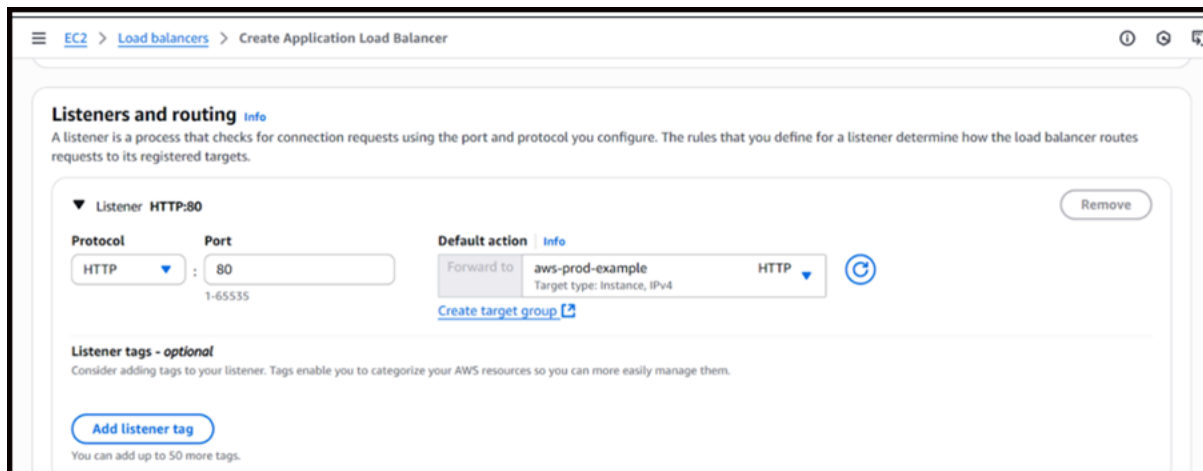 EC2 > Load balancers > Create Application Load Balancer
Listeners and routing Info
A listener is a process that checks for connection requests using the port and protocol you configure. The rules that you define for a listener determine how the load balancer routes
requests to its registered targets.
▼ Listener HTTP:80
Remove
Protocol Port Default action Info
HTTP : 80 Forward to aws-prod-example HTTP
Target type: Instance, IPv4
1-65535
Create target group
Listener tags - optional
Consider adding tags to your listener. Tags enable you to categorize your AWS resources so you can more easily manage them.
Add listener tag
You can add up to 50 more tags.